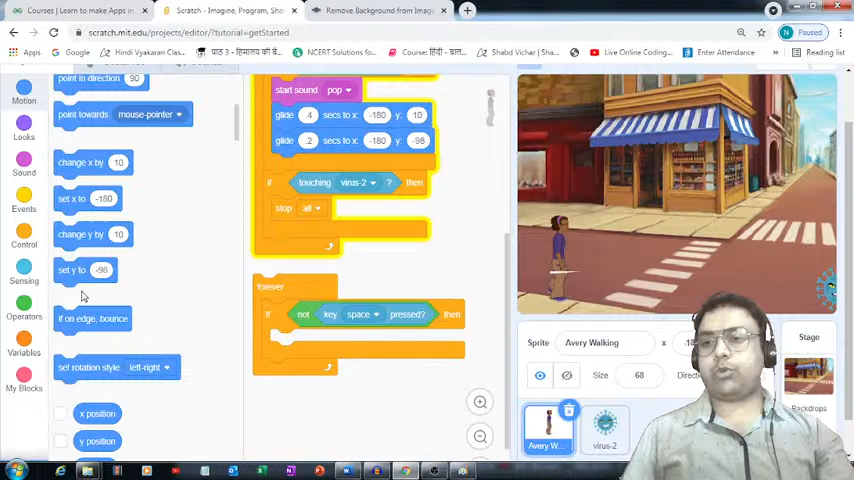 Courses | Learn to make Apps in
Scratch - Imagine, Program, Sha
Remove Background from Imag
scratch.mit.edu/projects/editor/?tutorial=getStarted
N Paused
Apps
Google
Hindi Vyakaran Clas...
पाठ 3 - हिमालय की बे...
NCERT Solutions fo...
Course: हिंदी - बाल...
Shabd Vichar( शब्द...
Live Online Coding...
Enter Attendance
Reading list
Motion
Looks
Sound
Events
Control
Sensing
Operators
Variables
My Blocks
point in direction 90
point towards mouse-pointer
change x by 10
set x to -180
change y by 10
set y to -98
if on edge, bounce
set rotation style left-right
x position
y position
start sound pop
glide .4 secs to x: -180 y: 10
glide .2 secs to x: -180 y: -98
if touching virus-2 ? then
stop all
forever
if not key space pressed? then
Sprite Avery Walking x
Size 68 Direc
Avery W...
virus-2
Stage
Backdrops